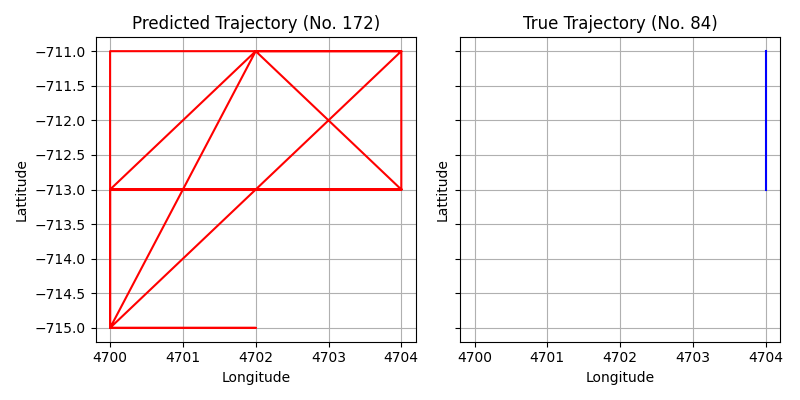 Predicted Trajectory (No. 172)
True Trajectory (No. 84)
−711.0
−711.5
−712.0
−712.5
−713.0
−713.5
−714.0
−714.5
−715.0
Lattitude
Lattitude
4700 4701 4702 4703 4704
4700 4701 4702 4703 4704
Longitude
Longitude